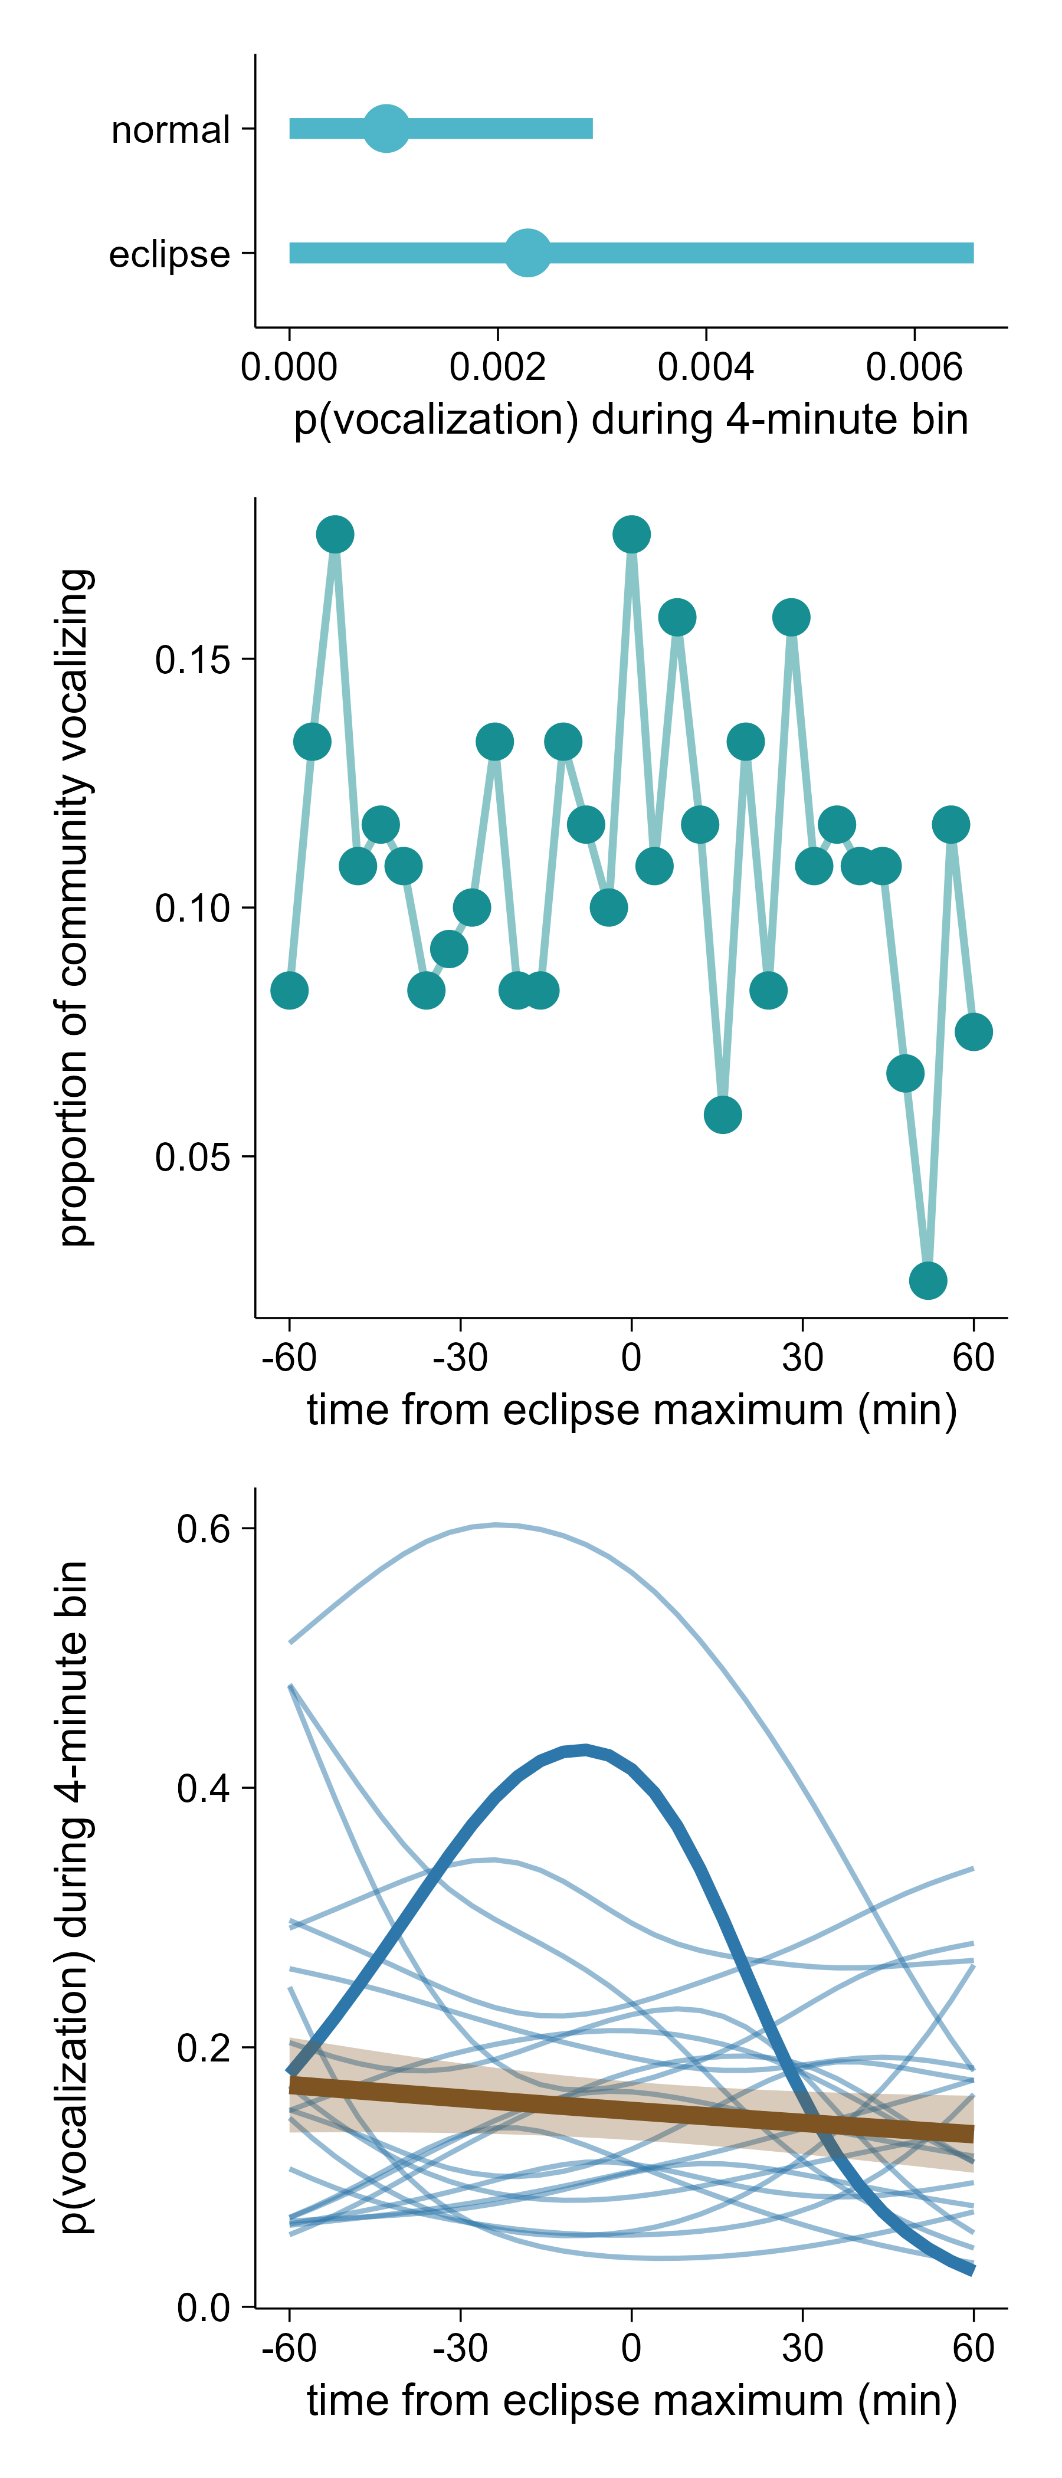 normal
eclipse
0.000 0.002 0.004 0.006
p(vocalization) during 4-minute bin
proportion of community vocalizing
0.15
0.10
0.05
-60 -30 0 30 60
time from eclipse maximum (min)
p(vocalization) during 4-minute bin
0.6
0.4
0.2
0.0
-60 -30 0 30 60
time from eclipse maximum (min)